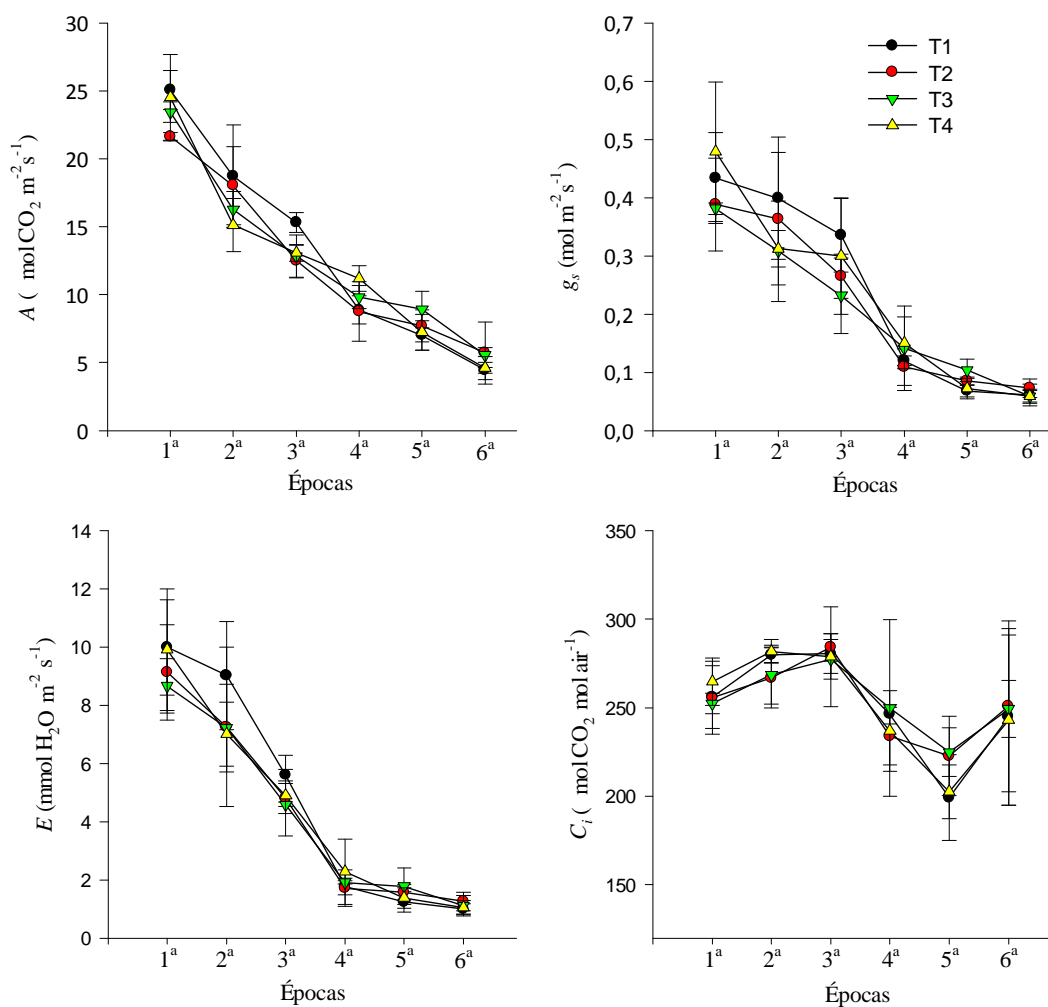 30
25
20
15
10
5
0
A ( mol CO2 m-2 s-1)
1ª 2ª 3ª 4ª 5ª 6ª
Épocas
0,7
0,6
0,5
0,4
0,3
0,2
0,1
0,0
gs (mol m-2 s-1)
T1
T2
T3
T4
1ª 2ª 3ª 4ª 5ª 6ª
Épocas
14
12
10
8
6
4
2
0
E (mmol H2O m-2 s-1)
1ª 2ª 3ª 4ª 5ª 6ª
Épocas
350
300
250
200
150
Ci ( mol CO2 mol air-1)
1ª 2ª 3ª 4ª 5ª 6ª
Épocas